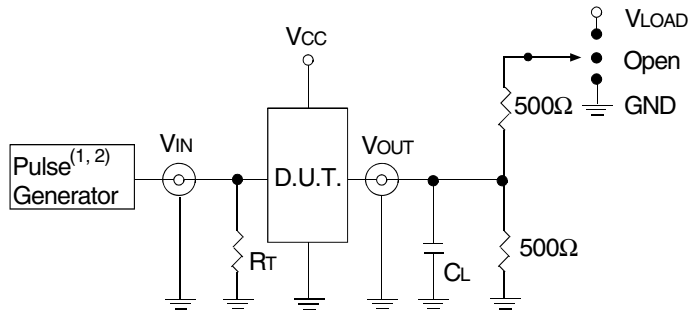 VLOAD
VCC
Open
500Ω
GND
VIN
VOUT
Pulse(1, 2)
Generator
D.U.T.
RT
CL
500Ω